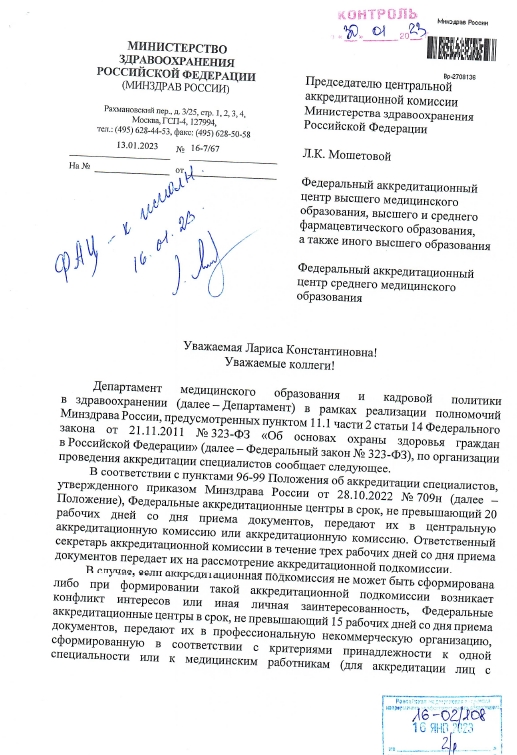 КОНТРОЛЬ
30 01 2023
Минздрав России
Вр-2709136
МИНИСТЕРСТВО
ЗДРАВООХРАНЕНИЯ
РОССИЙСКОЙ ФЕДЕРАЦИИ
(МИНЗДРАВ РОССИИ)
Рахмановский пер., д. 3/25, стр. 1, 2, 3, 4,
Москва, ГСП-4, 127994,
тел.: (495) 628-44-53, факс: (495) 628-50-58
13.01.2023 № 16-7/67
На № от
ФАЦ – к исполн.
16.01.23
Председателю центральной
аккредитационной комиссии
Министерства здравоохранения
Российской Федерации
Л.К. Мошетовой
Федеральный аккредитационный
центр высшего медицинского
образования, высшего и среднего
фармацевтического образования,
а также иного высшего образования
Федеральный аккредитационный
центр среднего медицинского
образования
Уважаемая Лариса Константиновна!
Уважаемые коллеги!
Департамент медицинского образования и кадровой политики
в здравоохранении (далее – Департамент) в рамках реализации полномочий
Минздрава России, предусмотренных пунктом 11.1 части 2 статьи 14 Федерального
закона от 21.11.2011 № 323-ФЗ «Об основах охраны здоровья граждан
в Российской Федерации» (далее – Федеральный закон № 323-ФЗ), по организации
проведения аккредитации специалистов сообщает следующее.
В соответствии с пунктами 96-99 Положения об аккредитации специалистов,
утвержденного приказом Минздрава России от 28.10.2022 № 709н (далее –
Положение), Федеральные аккредитационные центры в срок, не превышающий 20
рабочих дней со дня приема документов, передают их в центральную
аккредитационную комиссию или аккредитационную комиссию. Ответственный
секретарь аккредитационной комиссии в течение трех рабочих дней со дня приема
документов передает их на рассмотрение аккредитационной подкомиссии.
В случае, если аккредитационная подкомиссия не может быть сформирована
либо при формировании такой аккредитационной подкомиссии возникает
конфликт интересов или иная личная заинтересованность, Федеральные
аккредитационные центры в срок, не превышающий 15 рабочих дней со дня приема
документов, передают их в профессиональную некоммерческую организацию,
сформированную в соответствии с критериями принадлежности к одной
специальности или к медицинским работникам (для аккредитации лиц с
16-02/208
16 ЯНВ 2023